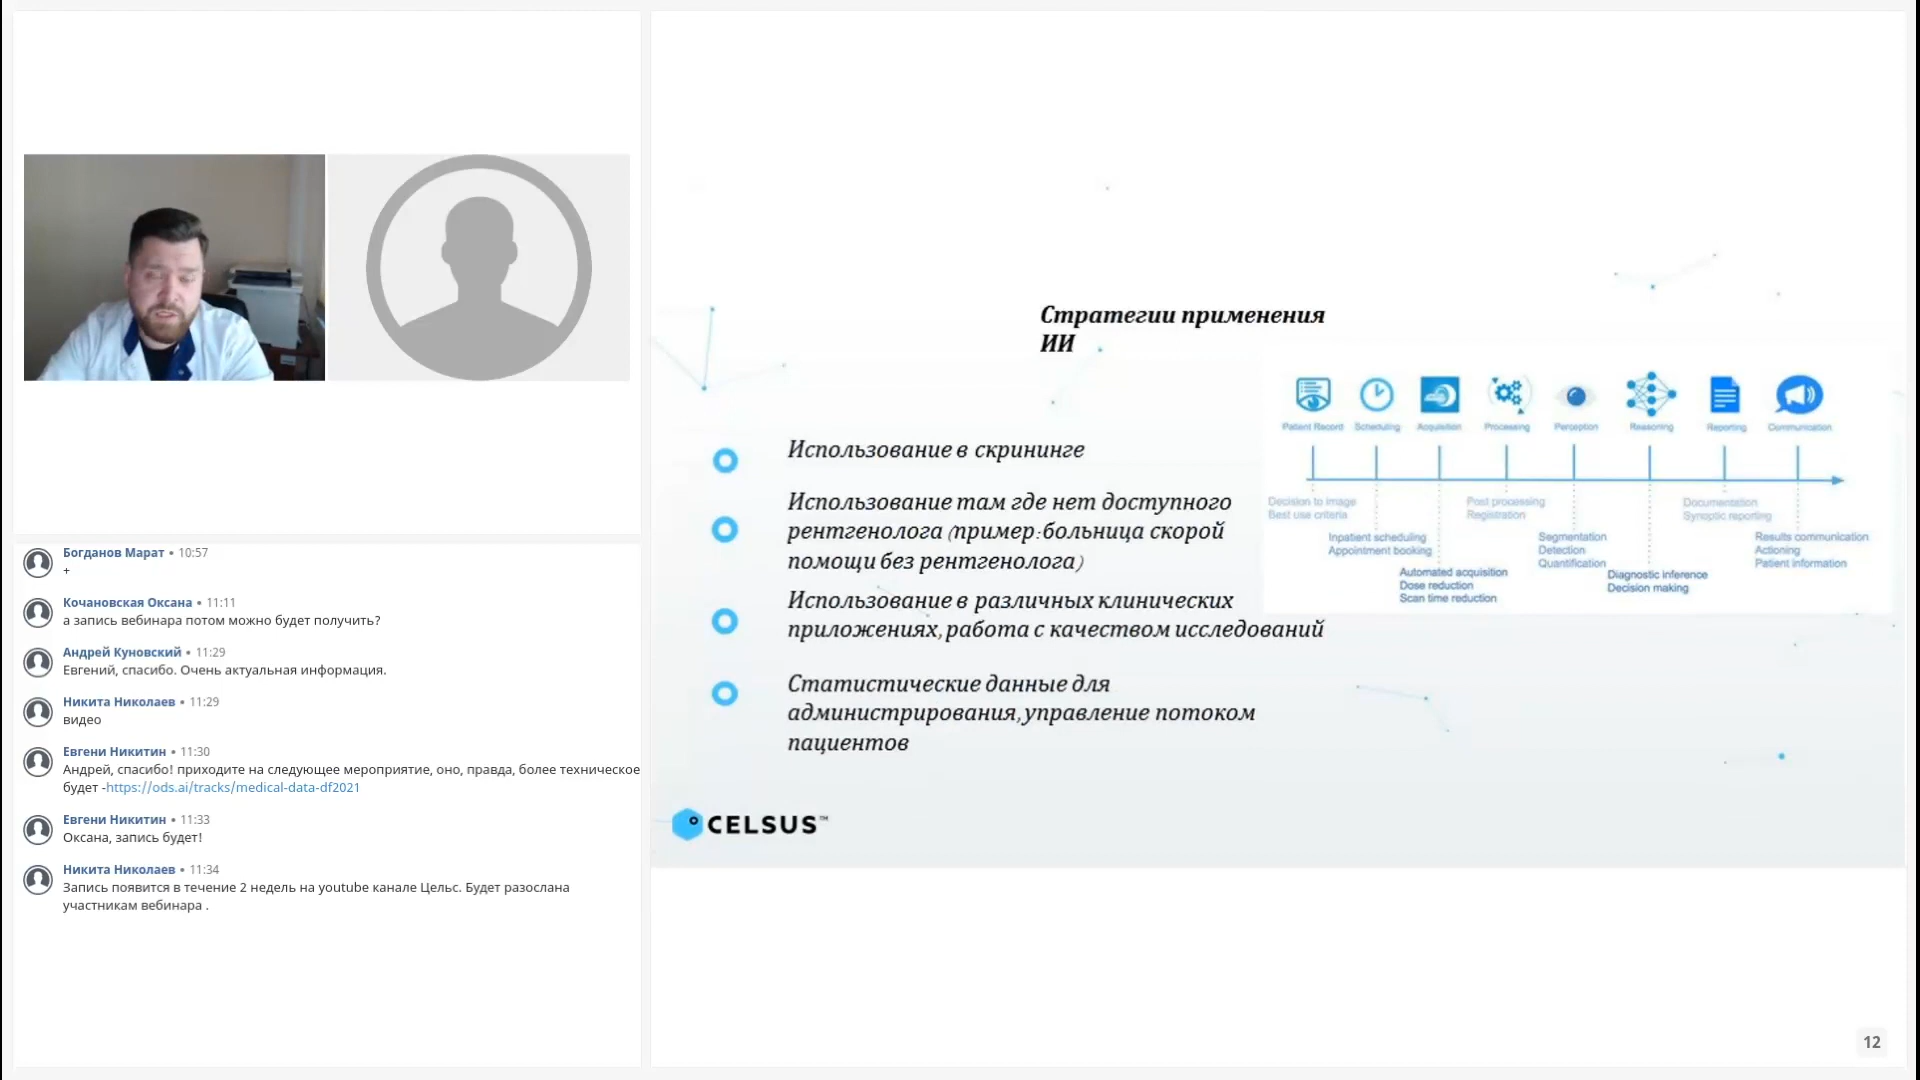 Богданов Марат • 10:57
+
Кочановская Оксана • 11:11
а запись вебинара потом можно будет получить?
Андрей Куновский • 11:29
Евгений, спасибо. Очень актуальная информация.
Никита Николаев • 11:29
видео
Евгени Никитин • 11:30
Андрей, спасибо! приходите на следующее мероприятие, оно, правда, более техническое
будет -https://ods.ai/tracks/medical-data-df2021
Евгени Никитин • 11:33
Оксана, запись будет!
Никита Николаев • 11:34
Запись появится в течение 2 недель на youtube канале Цельс. Будет разослана
участникам вебинара .
Стратегии применения
ИИ
Использование в скрининге
Использование там где нет доступного
рентгенолога (пример:больница скорой
помощи без рентгенолога)
Использование в различных клинических
приложениях,работа с качеством исследований
Статистические данные для
администрирования,управление потоком
пациентов
Patient Record Scheduling Acquisition Processing Perception Reasoning Reporting Communication
Decision to image
Best use criteria
Inpatient scheduling
Appointment booking
Automated acquisition
Dose reduction
Scan time reduction
Post processing
Registration
Segmentation
Detection
Quantification
Diagnostic inference
Decision making
Documentation
Synoptic reporting
Results communication
Actioning
Patient information
CELSUS™
12